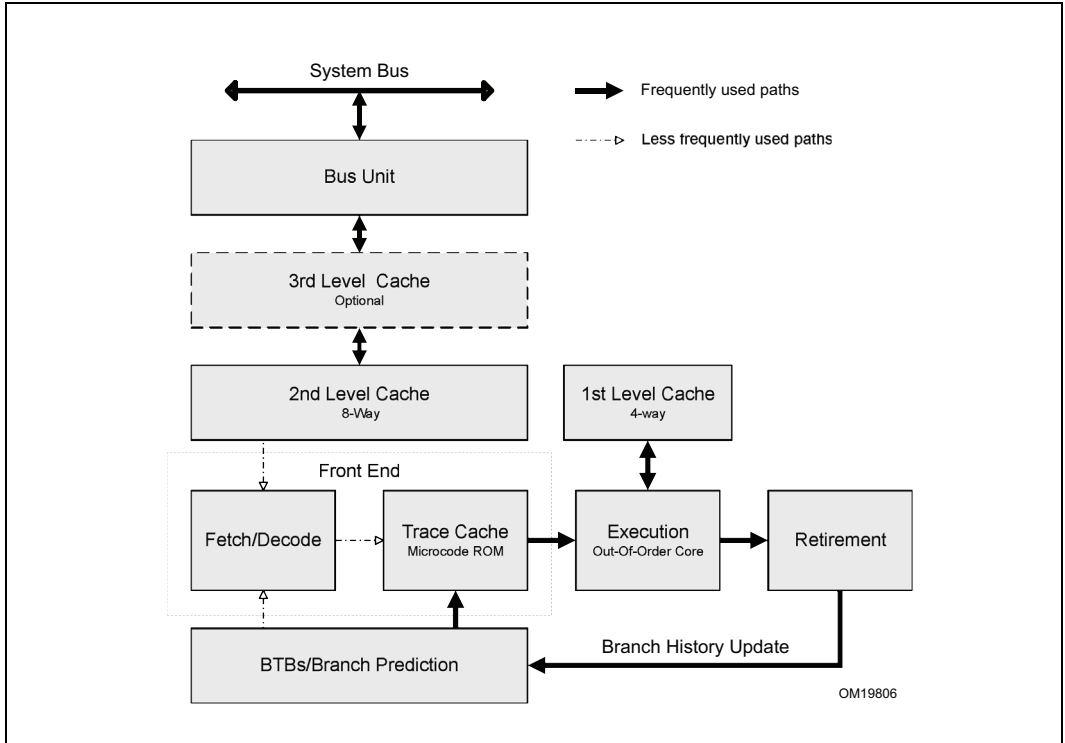 System Bus
Frequently used paths
Less frequently used paths
Bus Unit
3rd Level Cache
Optional
2nd Level Cache
8-Way
1st Level Cache
4-way
Front End
Fetch/Decode
Trace Cache
Microcode ROM
Execution
Out-Of-Order Core
Retirement
BTBs/Branch Prediction
Branch History Update
OM19806